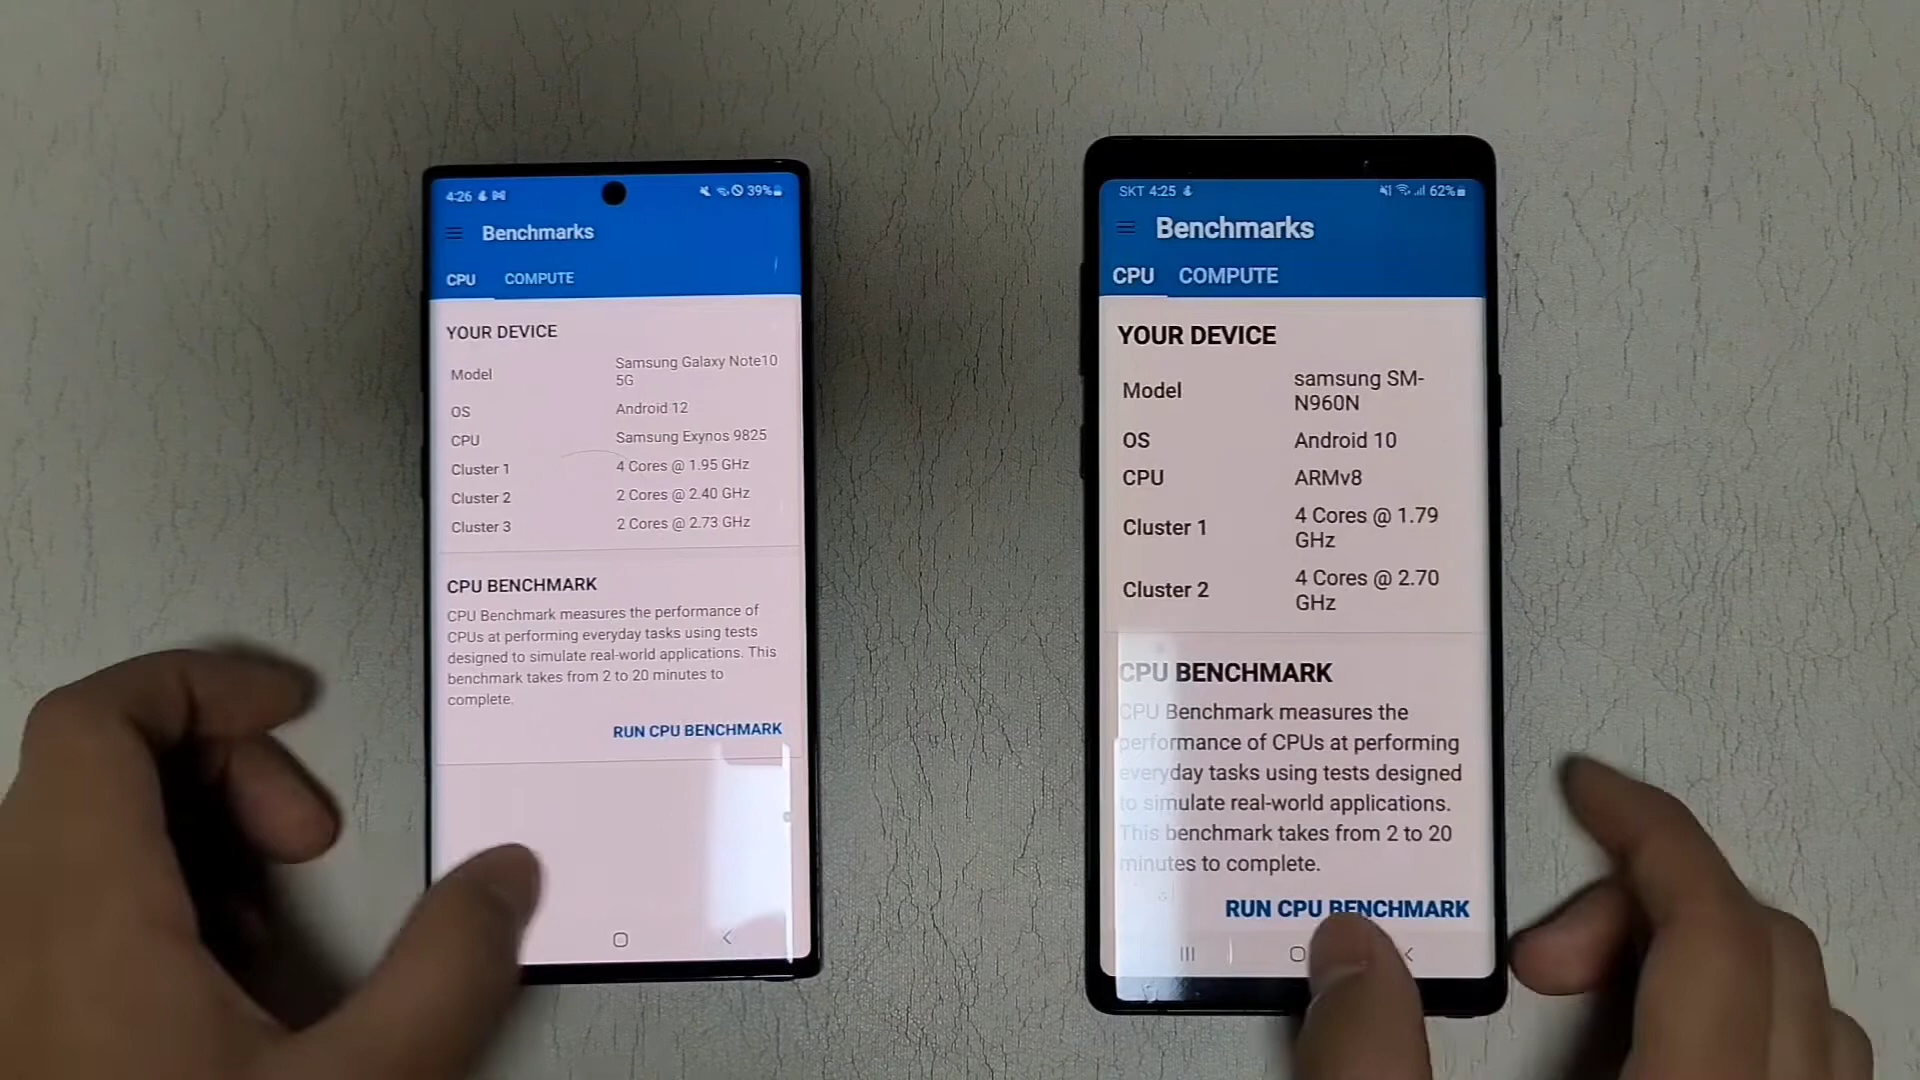 4:26 39%
Benchmarks
CPU COMPUTE
YOUR DEVICE
Model Samsung Galaxy Note10
5G
OS Android 12
CPU Samsung Exynos 9825
Cluster 1 4 Cores @ 1.95 GHz
Cluster 2 2 Cores @ 2.40 GHz
Cluster 3 2 Cores @ 2.73 GHz
CPU BENCHMARK
CPU Benchmark measures the performance of
CPUs at performing everyday tasks using tests
designed to simulate real-world applications. This
benchmark takes from 2 to 20 minutes to
complete.
RUN CPU BENCHMARK
SKT 4:25 62%
Benchmarks
CPU COMPUTE
YOUR DEVICE
Model samsung SM-
N960N
OS Android 10
CPU ARMv8
Cluster 1 4 Cores @ 1.79
GHz
Cluster 2 4 Cores @ 2.70
GHz
CPU BENCHMARK
CPU Benchmark measures the
performance of CPUs at performing
everyday tasks using tests designed
to simulate real-world applications.
This benchmark takes from 2 to 20
minutes to complete.
RUN CPU BENCHMARK